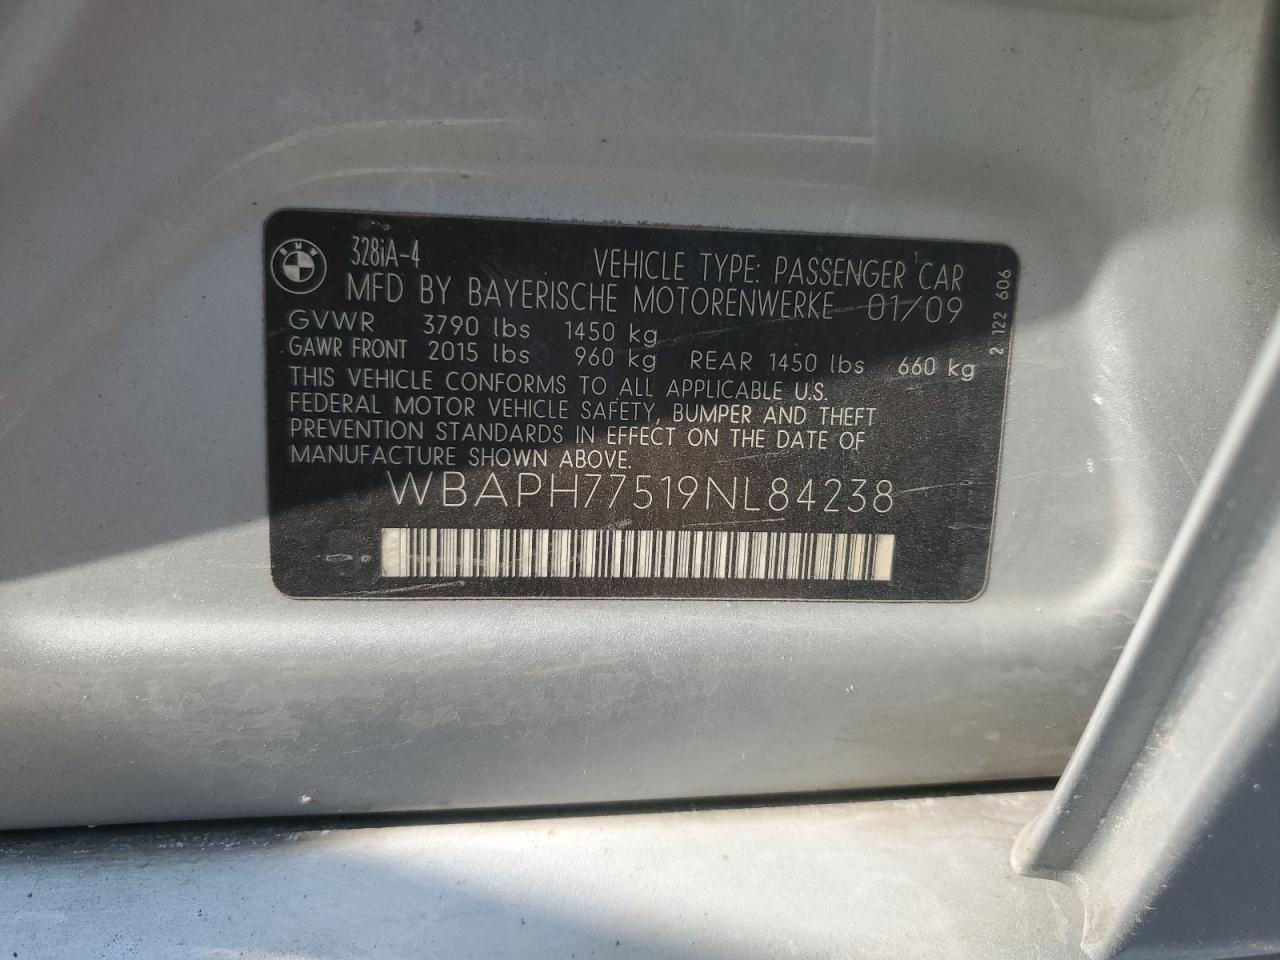 BMW
328iA-4
VEHICLE TYPE: PASSENGER CAR
MFD BY BAYERISCHE MOTORENWERKE 01/09
GVWR 3790 lbs 1450 kg
GAWR FRONT 2015 lbs 960 kg REAR 1450 lbs 660 kg
THIS VEHICLE CONFORMS TO ALL APPLICABLE U.S.
FEDERAL MOTOR VEHICLE SAFETY, BUMPER AND THEFT
PREVENTION STANDARDS IN EFFECT ON THE DATE OF
MANUFACTURE SHOWN ABOVE.
WBAPH77519NL84238
2 122 606